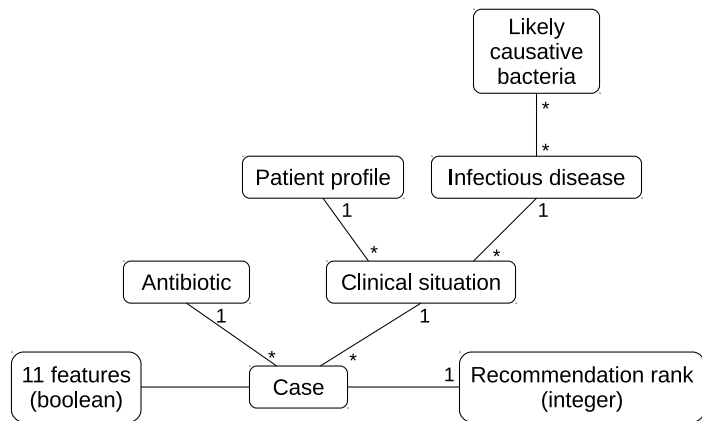 Likely
causative
bacteria
*
*
Patient profile
Infectious disease
1
1
*
*
Antibiotic
Clinical situation
1
1
*
*
11 features
(boolean)
Case
1
Recommendation rank
(integer)